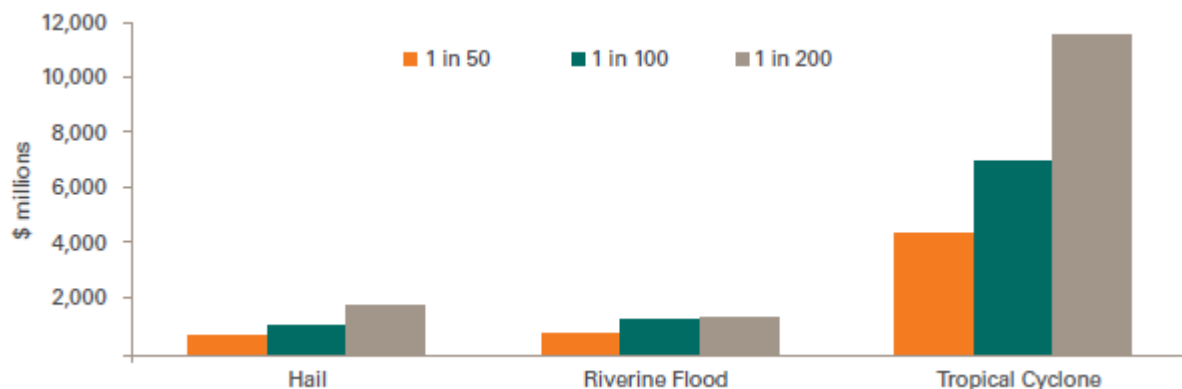 12,000
10,000
8,000
6,000
4,000
2,000
$ millions
1 in 50 1 in 100 1 in 200
Hail Riverine Flood Tropical Cyclone